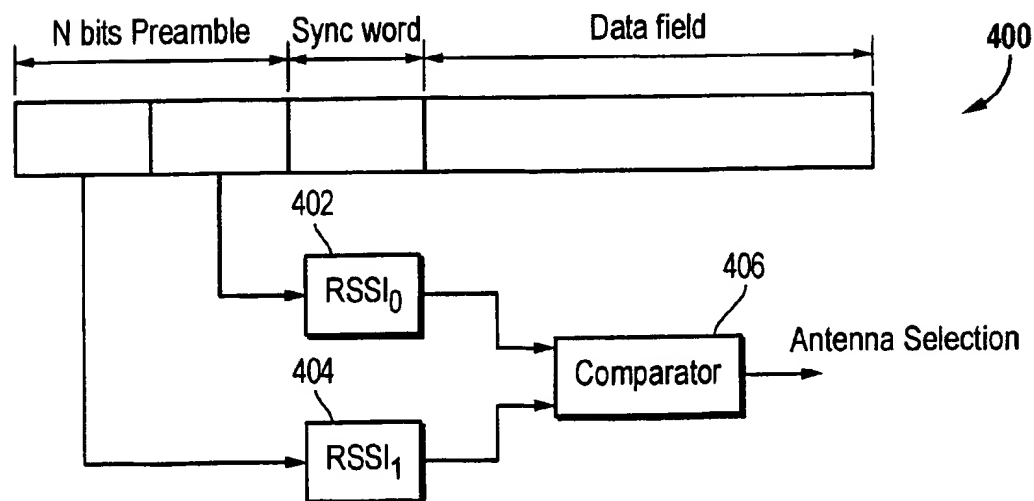 N bits Preamble Sync word Data field
400
402
RSSI0
406
Comparator
Antenna Selection
404
RSSI1